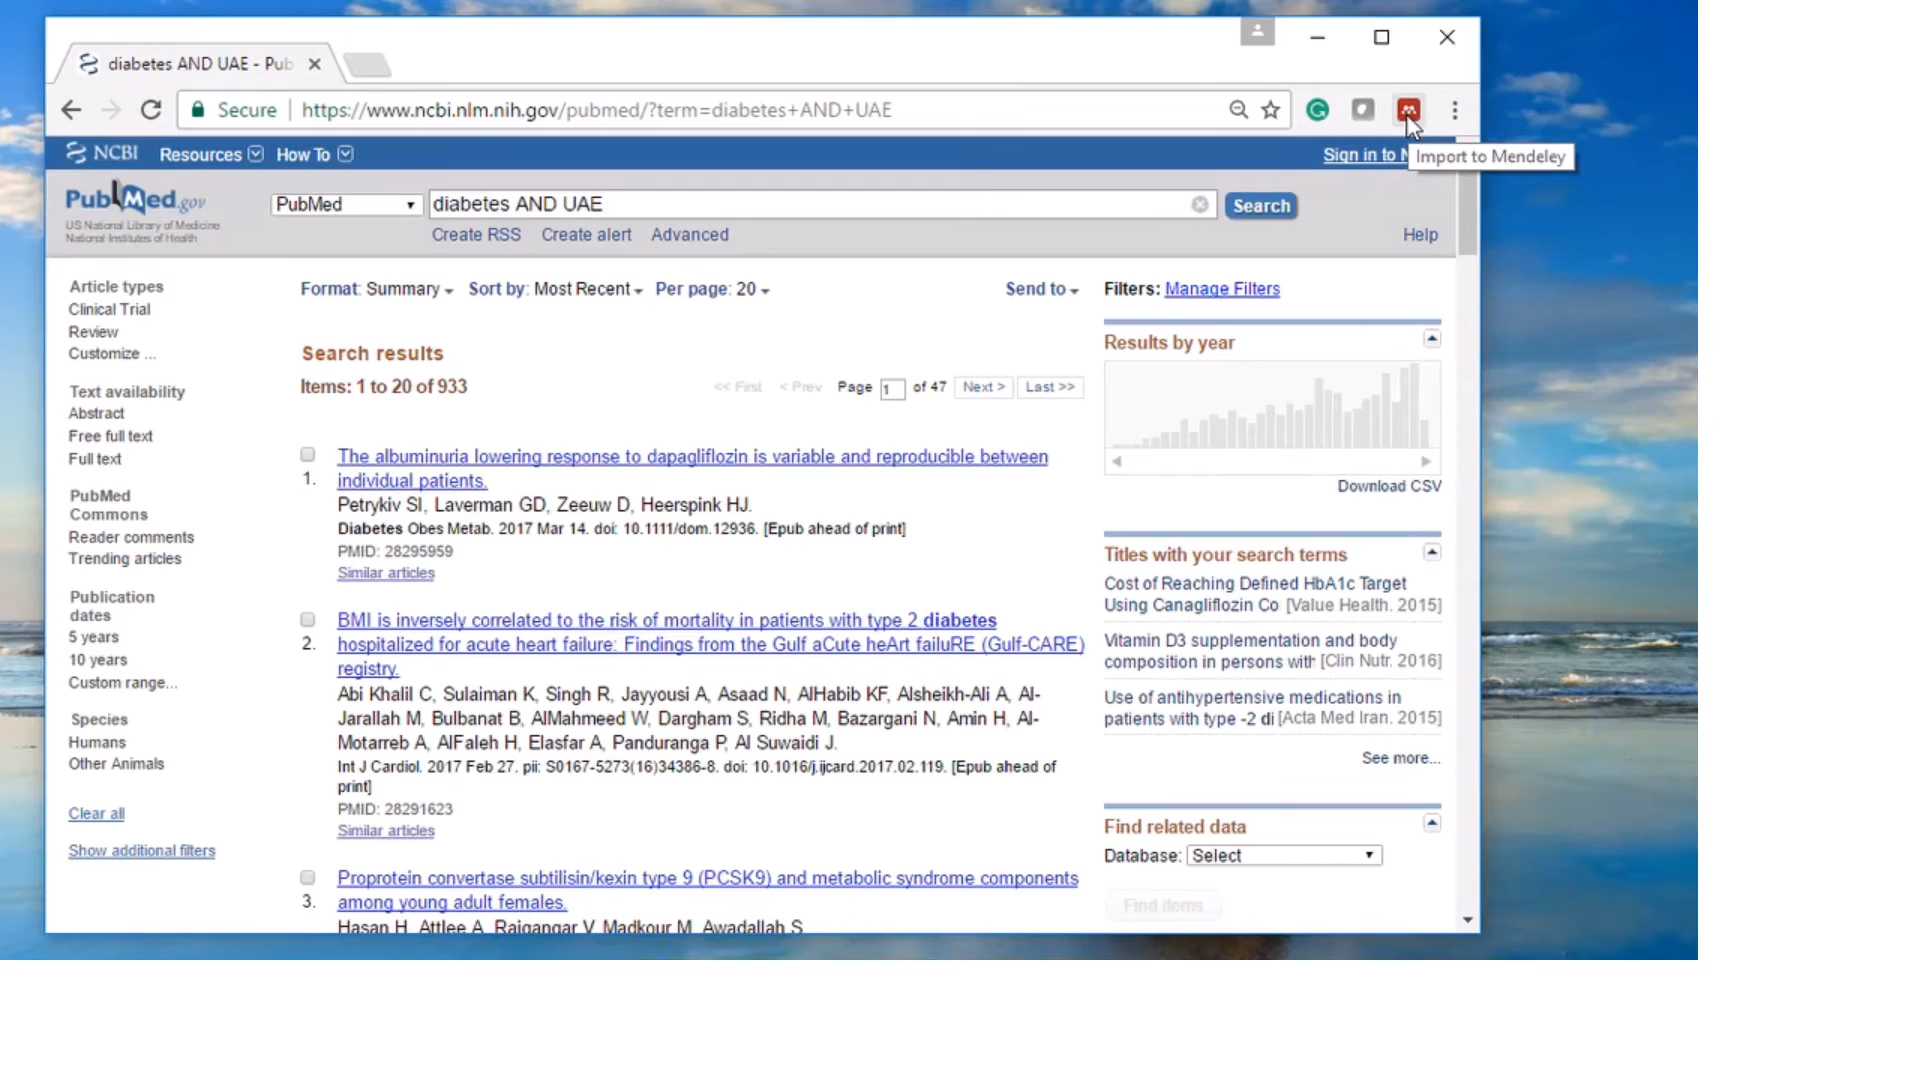 diabetes AND UAE - Pub
Secure
https://www.ncbi.nlm.nih.gov/pubmed/?term=diabetes+AND+UAE
Import to Mendeley
NCBI Resources How To Sign in to N
PubMed.gov
US National Library of Medicine
National Institutes of Health
PubMed
diabetes AND UAE
Search
Create RSS Create alert Advanced
Help
Article types
Clinical Trial
Review
Customize ...
Text availability
Abstract
Free full text
Full text
PubMed
Commons
Reader comments
Trending articles
Publication
dates
5 years
10 years
Custom range...
Species
Humans
Other Animals
Clear all
Show additional filters
Format: Summary Sort by: Most Recent Per page: 20
Send to
Search results
Items: 1 to 20 of 933
<< First < Prev Page 1 of 47 Next > Last >>
The albuminuria lowering response to dapagliflozin is variable and reproducible between
1. individual patients.
Petrykiv SI, Laverman GD, Zeeuw D, Heerspink HJ.
Diabetes Obes Metab. 2017 Mar 14. doi: 10.1111/dom.12936. [Epub ahead of print]
PMID: 28295959
Similar articles
BMI is inversely correlated to the risk of mortality in patients with type 2 diabetes
2. hospitalized for acute heart failure: Findings from the Gulf aCute heArt failuRE (Gulf-CARE)
registry.
Abi Khalil C, Sulaiman K, Singh R, Jayyousi A, Asaad N, AlHabib KF, Alsheikh-Ali A, Al-
Jarallah M, Bulbanat B, AlMahmeed W, Dargham S, Ridha M, Bazargani N, Amin H, Al-
Motarreb A, AlFaleh H, Elasfar A, Panduranga P, Al Suwaidi J.
Int J Cardiol. 2017 Feb 27. pii: S0167-5273(16)34386-8. doi: 10.1016/j.ijcard.2017.02.119. [Epub ahead of
print]
PMID: 28291623
Similar articles
Proprotein convertase subtilisin/kexin type 9 (PCSK9) and metabolic syndrome components
3. among young adult females.
Hasan H, Attlee A, Raigangar V, Madkour M, Awadallah S.
Filters: Manage Filters
Results by year
Download CSV
Titles with your search terms
Cost of Reaching Defined HbA1c Target
Using Canagliflozin Co [Value Health. 2015]
Vitamin D3 supplementation and body
composition in persons with [Clin Nutr. 2016]
Use of antihypertensive medications in
patients with type -2 di [Acta Med Iran. 2015]
See more...
Find related data
Database: Select
Find items